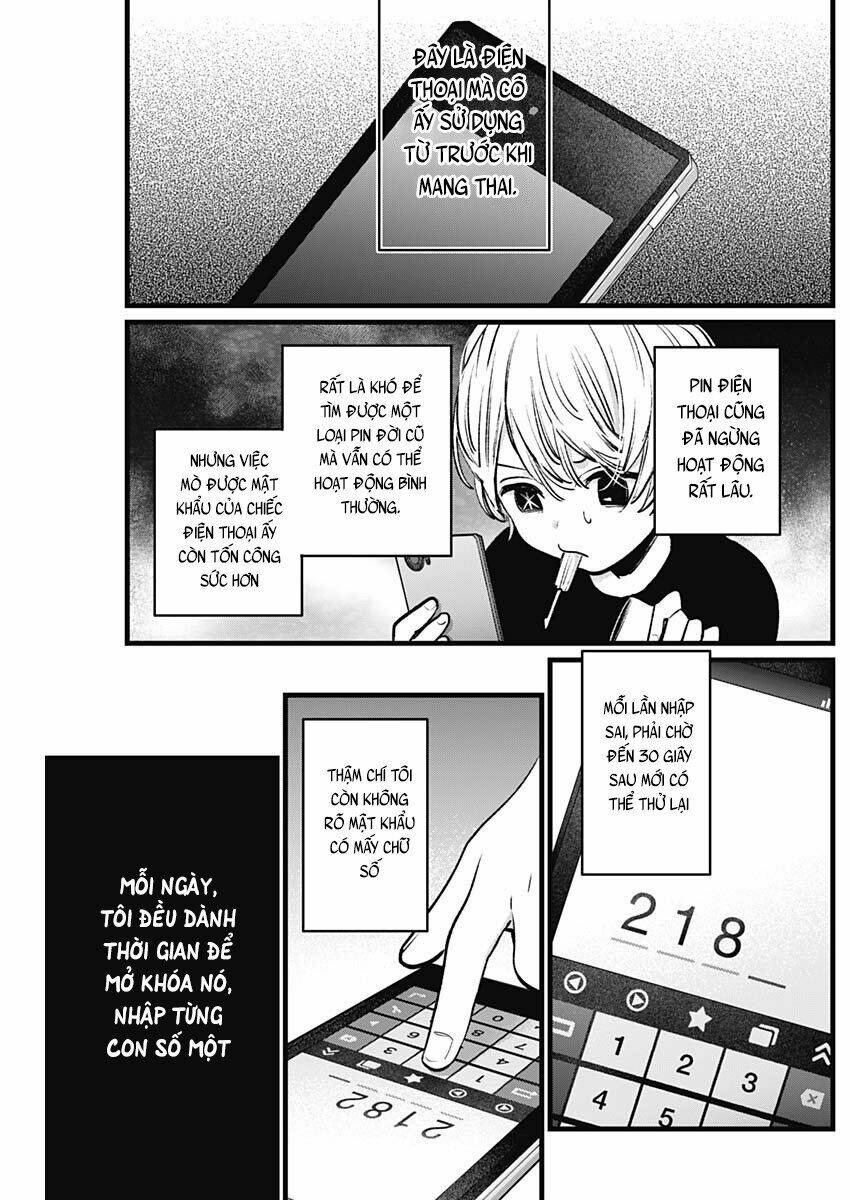 ĐÂY LÀ ĐIỆN
THOẠI MÀ CÔ
ẤY SỬ DỤNG
TỪ TRƯỚC KHI
MANG THAI.
PIN ĐIỆN
THOẠI CŨNG
ĐÃ NGỪNG
HOẠT ĐỘNG
RẤT LÂU.
RẤT LÀ KHÓ ĐỂ
TÌM ĐƯỢC MỘT
LOẠI PIN ĐỜI CŨ
MÀ VẪN CÓ THỂ
HOẠT ĐỘNG BÌNH
THƯỜNG.
NHƯNG VIỆC
MÒ ĐƯỢC MẬT
KHẨU CỦA CHIẾC
ĐIỆN THOẠI ẤY
CÒN TỐN CÔNG
SỨC HƠN
MỖI LẦN NHẬP
SAI, PHẢI CHỜ
ĐẾN 30 GIÂY
SAU MỚI CÓ
THỂ THỬ LẠI
218_
1 2 3
4 5
THẬM CHÍ TÔI
CÒN KHÔNG
RÕ MẬT KHẨU
CÓ MẤY CHỮ
SỐ
2182
MỖI NGÀY,
TÔI ĐỀU DÀNH
THỜI GIAN ĐỂ
MỞ KHÓA NÓ,
NHẬP TỪNG
CON SỐ MỘT